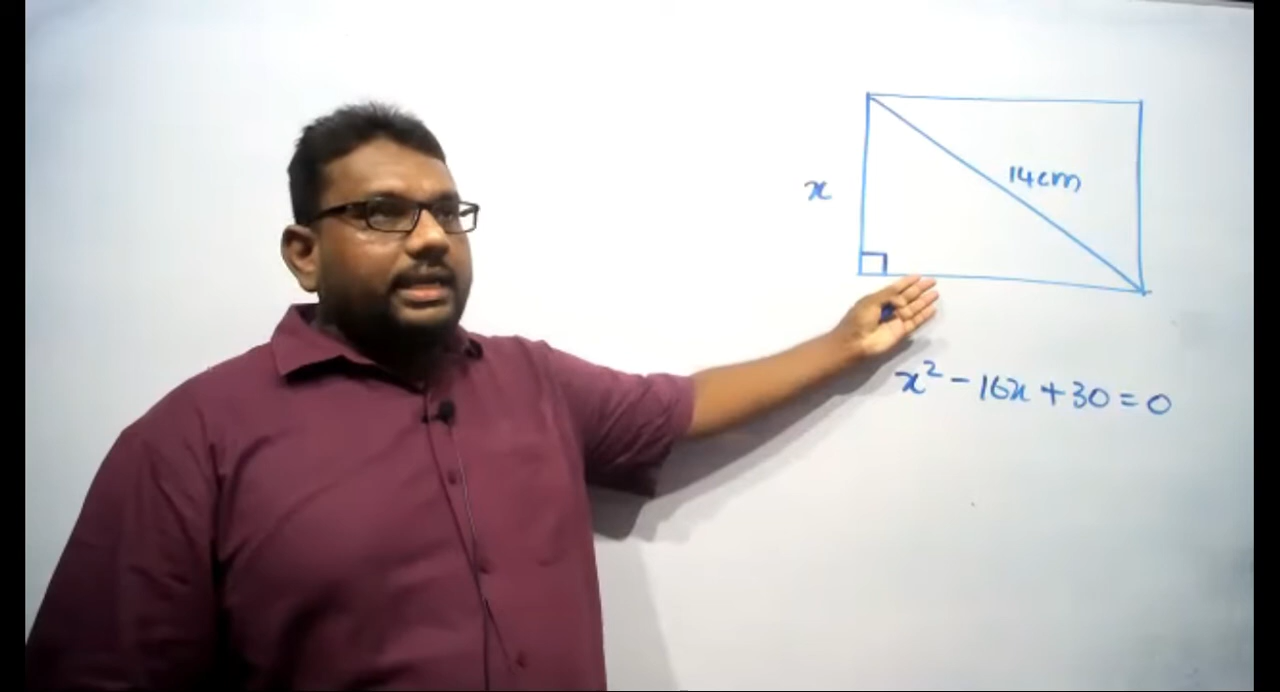 14cm
x
x² - 16x + 30 = 0